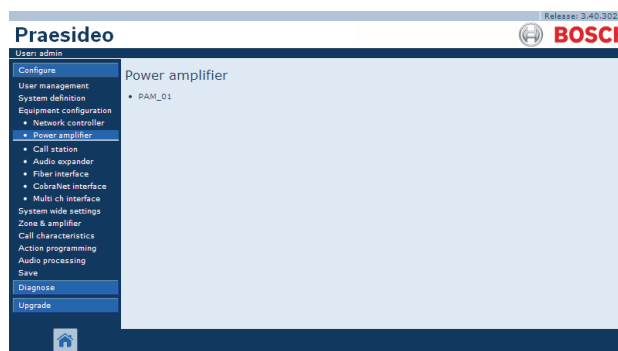 Release: 3.40.302
Praesideo
BOSCH
User: admin
Configure
User management
System definition
Equipment configuration
• Network controller
• Power amplifier
• Call station
• Audio expander
• Fiber interface
• CobraNet interface
• Multi ch interface
System wide settings
Zone & amplifier
Call characteristics
Action programming
Audio processing
Save
Diagnose
Upgrade
Power amplifier
• PAM_01